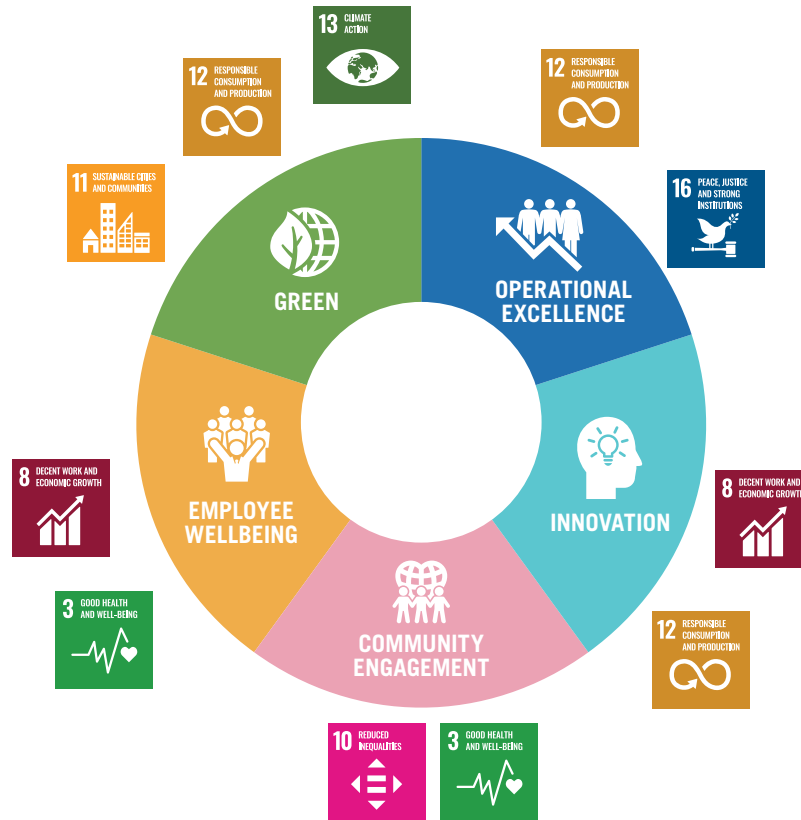 13 CLIMATE
ACTION
12 RESPONSIBLE
CONSUMPTION
AND PRODUCTION
12 RESPONSIBLE
CONSUMPTION
AND PRODUCTION
11 SUSTAINABLE CITIES
AND COMMUNITIES
16 PEACE, JUSTICE
AND STRONG
INSTITUTIONS
GREEN
OPERATIONAL
EXCELLENCE
EMPLOYEE
WELLBEING
INNOVATION
COMMUNITY
ENGAGEMENT
8 DECENT WORK AND
ECONOMIC GROWTH
8 DECENT WORK AND
ECONOMIC GROWTH
3 GOOD HEALTH
AND WELL-BEING
12 RESPONSIBLE
CONSUMPTION
AND PRODUCTION
10 REDUCED
INEQUALITIES
3 GOOD HEALTH
AND WELL-BEING